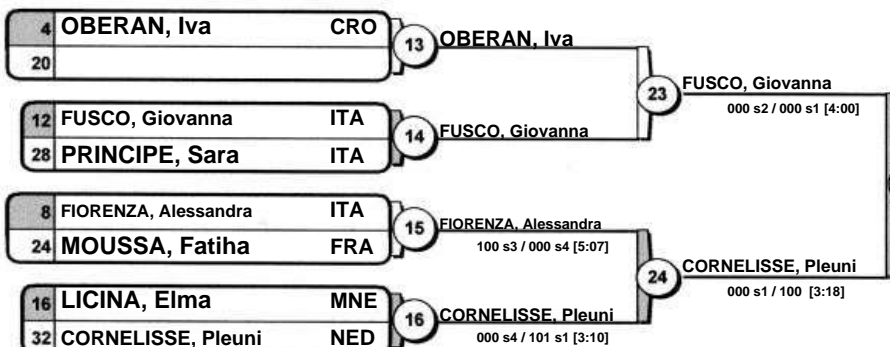 4 OBERAN, Iva CRO
20
13 OBERAN, Iva
12 FUSCO, Giovanna ITA
28 PRINCIPE, Sara ITA
14 FUSCO, Giovanna
23 FUSCO, Giovanna
000 s2 / 000 s1 [4:00]
8 FIORENZA, Alessandra ITA
24 MOUSSA, Fatiha FRA
15 FIORENZA, Alessandra
100 s3 / 000 s4 [5:07]
16 LICINA, Elma MNE
32 CORNELISSE, Pleuni NED
16 CORNELISSE, Pleuni
000 s4 / 101 s1 [3:10]
24 CORNELISSE, Pleuni
000 s1 / 100 [3:18]